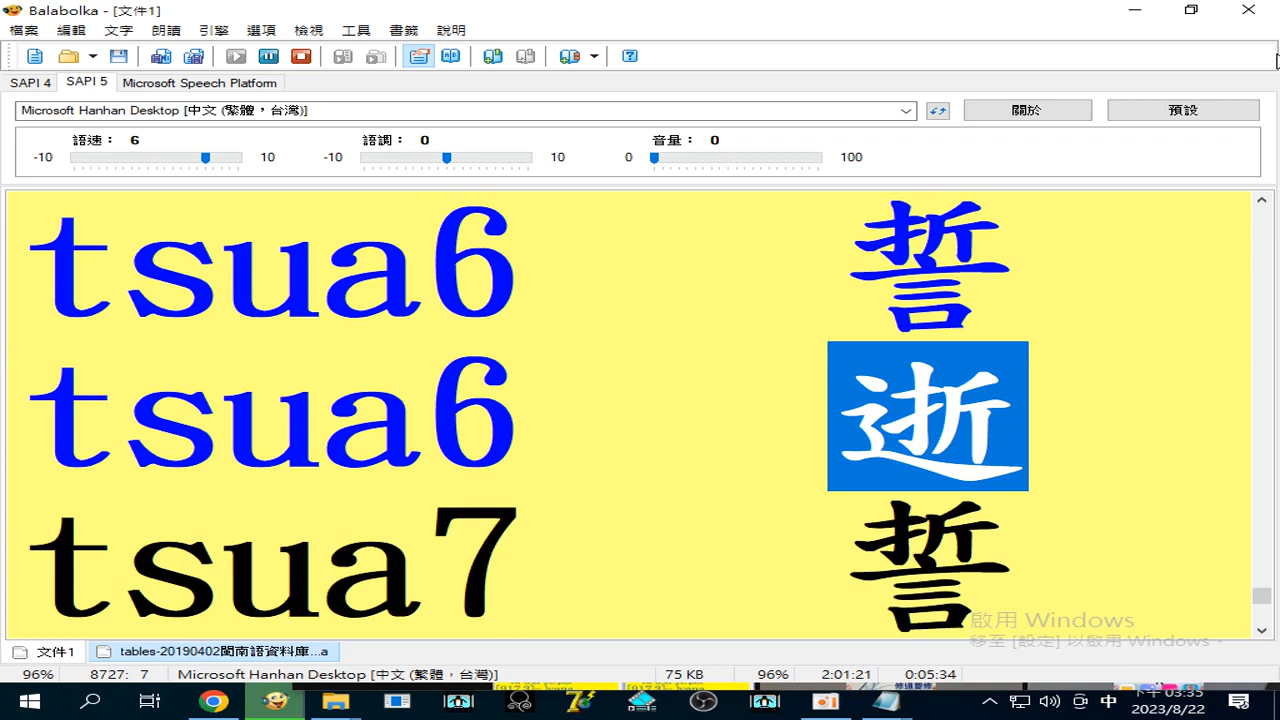 Balabolka - [文件1]
檔案 編輯 文字 朗讀 引擎 選項 檢視 工具 書籤 說明
SAPI 4 SAPI 5 Microsoft Speech Platform
Microsoft Hanhan Desktop [中文 (繁體，台灣)] 關於 預設
語速： 6 語調： 0 音量： 0
-10 10 -10 10 0 100
tsua6 誓
tsua6 逝
tsua7 誓
啟用 Windows
移至 [設定] 以啟用 Windows。
文件1 tables-20190402閩南語資料庫...a
96% 8727: 7 Microsoft Hanhan Desktop [中文 (繁體，台灣)] 75 KB 96% 2:01:21 0:05:34
中 下午 03:35
2023/8/22